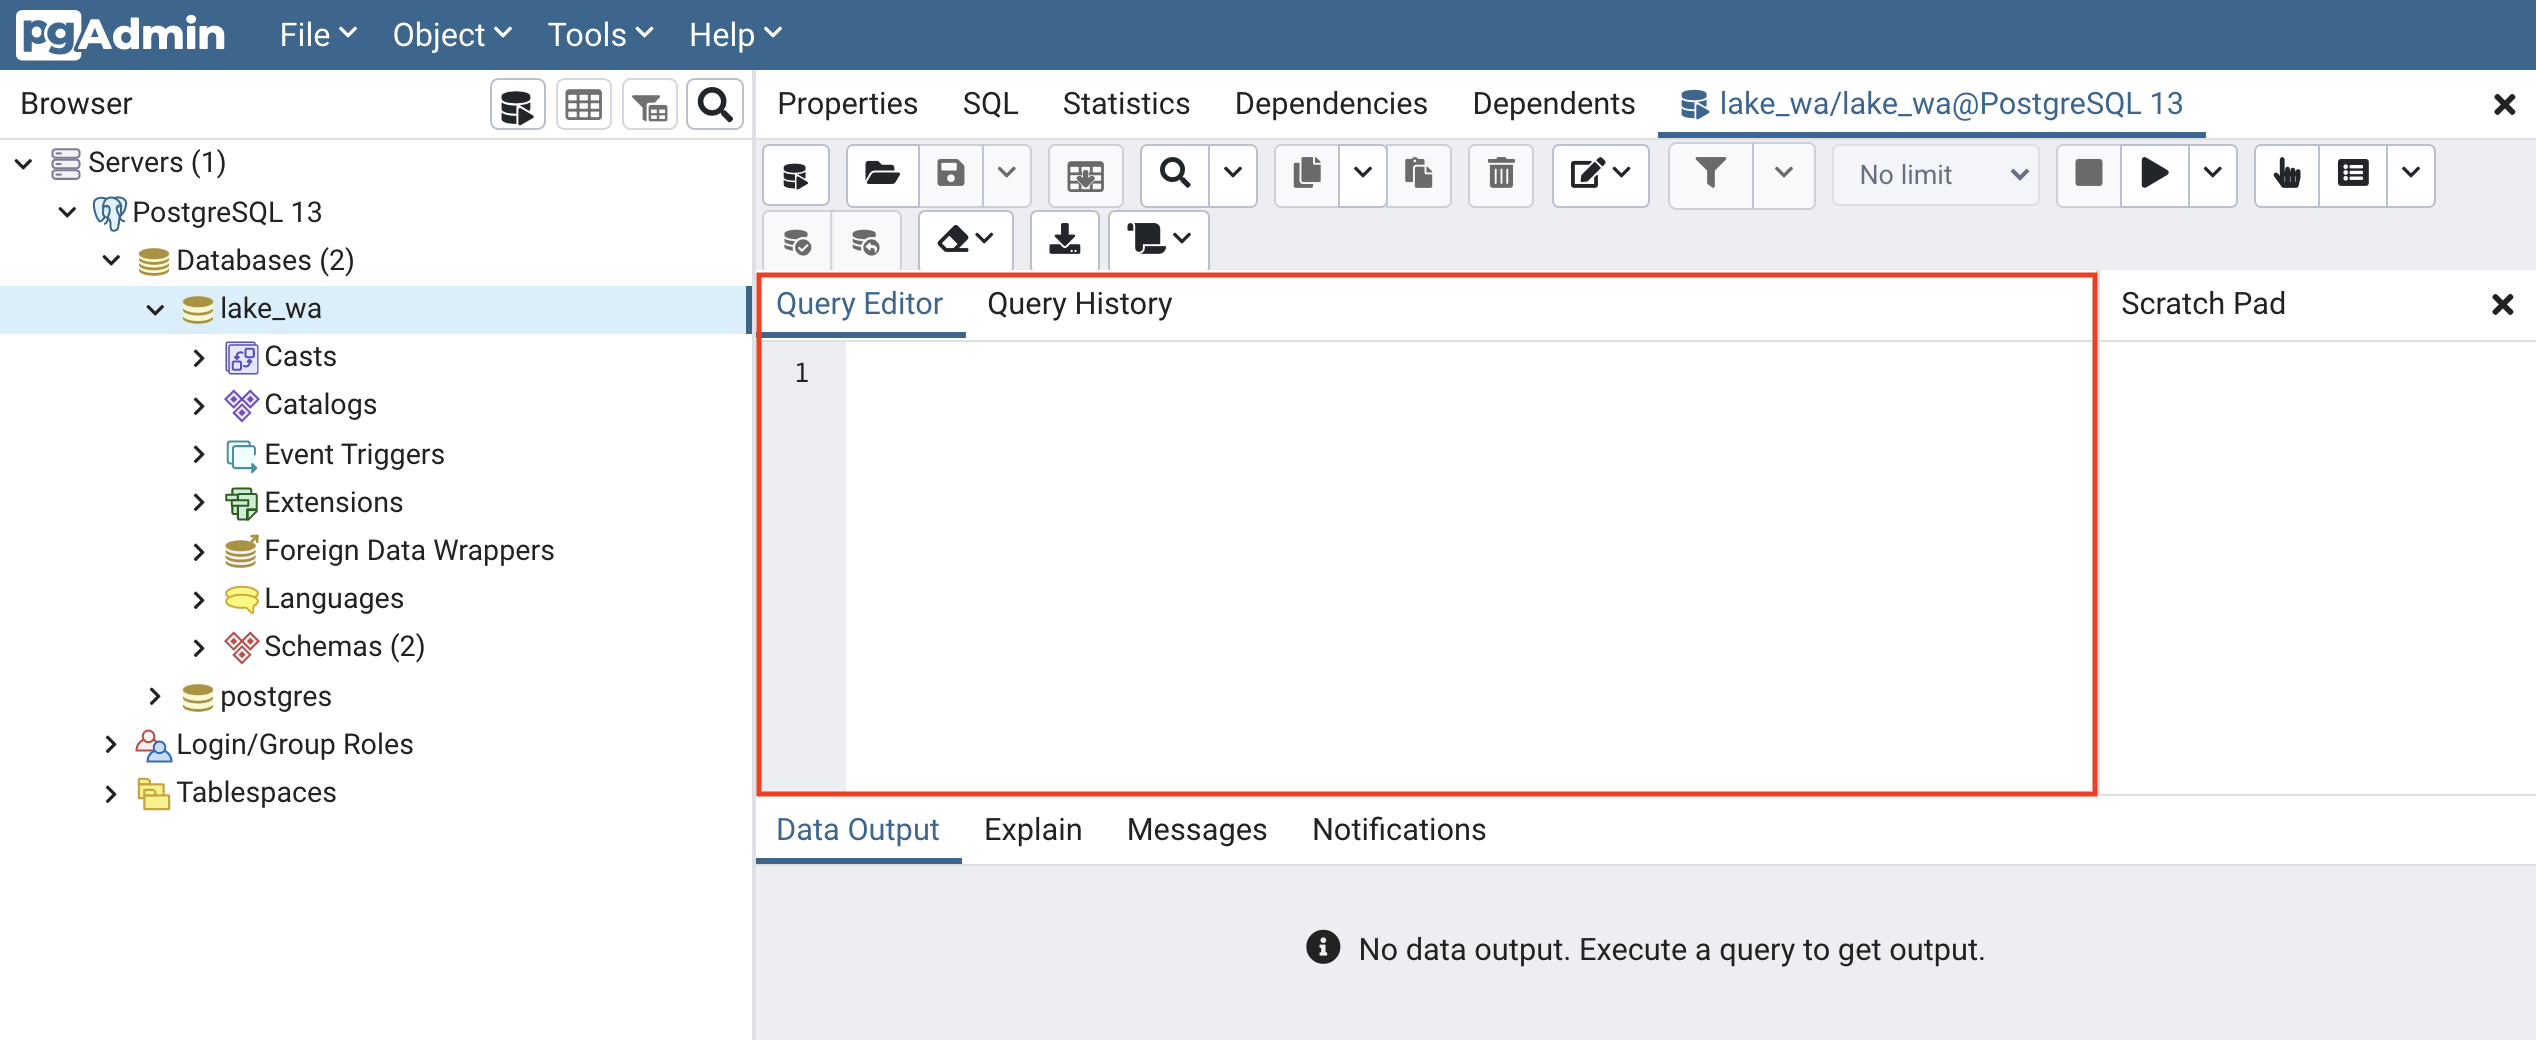 pgAdmin File Object Tools Help
Browser
Properties SQL Statistics Dependencies Dependents lake_wa/lake_wa@PostgreSQL 13
Servers (1)
PostgreSQL 13
Databases (2)
lake_wa
Casts
Catalogs
Event Triggers
Extensions
Foreign Data Wrappers
Languages
Schemas (2)
postgres
Login/Group Roles
Tablespaces
No limit
Query Editor Query History
Scratch Pad
1
Data Output Explain Messages Notifications
No data output. Execute a query to get output.